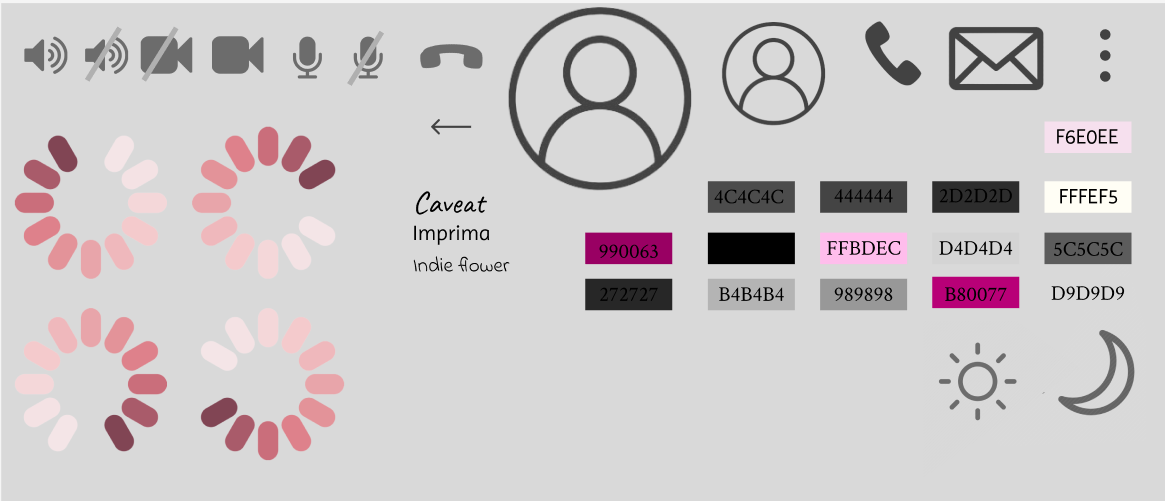 F6E0EE
Caveat
Imprima
Indie flower
4C4C4C 444444 2D2D2D FFFEF5
990063 FFBDEC D4D4D4 5C5C5C
272727 B4B4B4 989898 B80077 D9D9D9